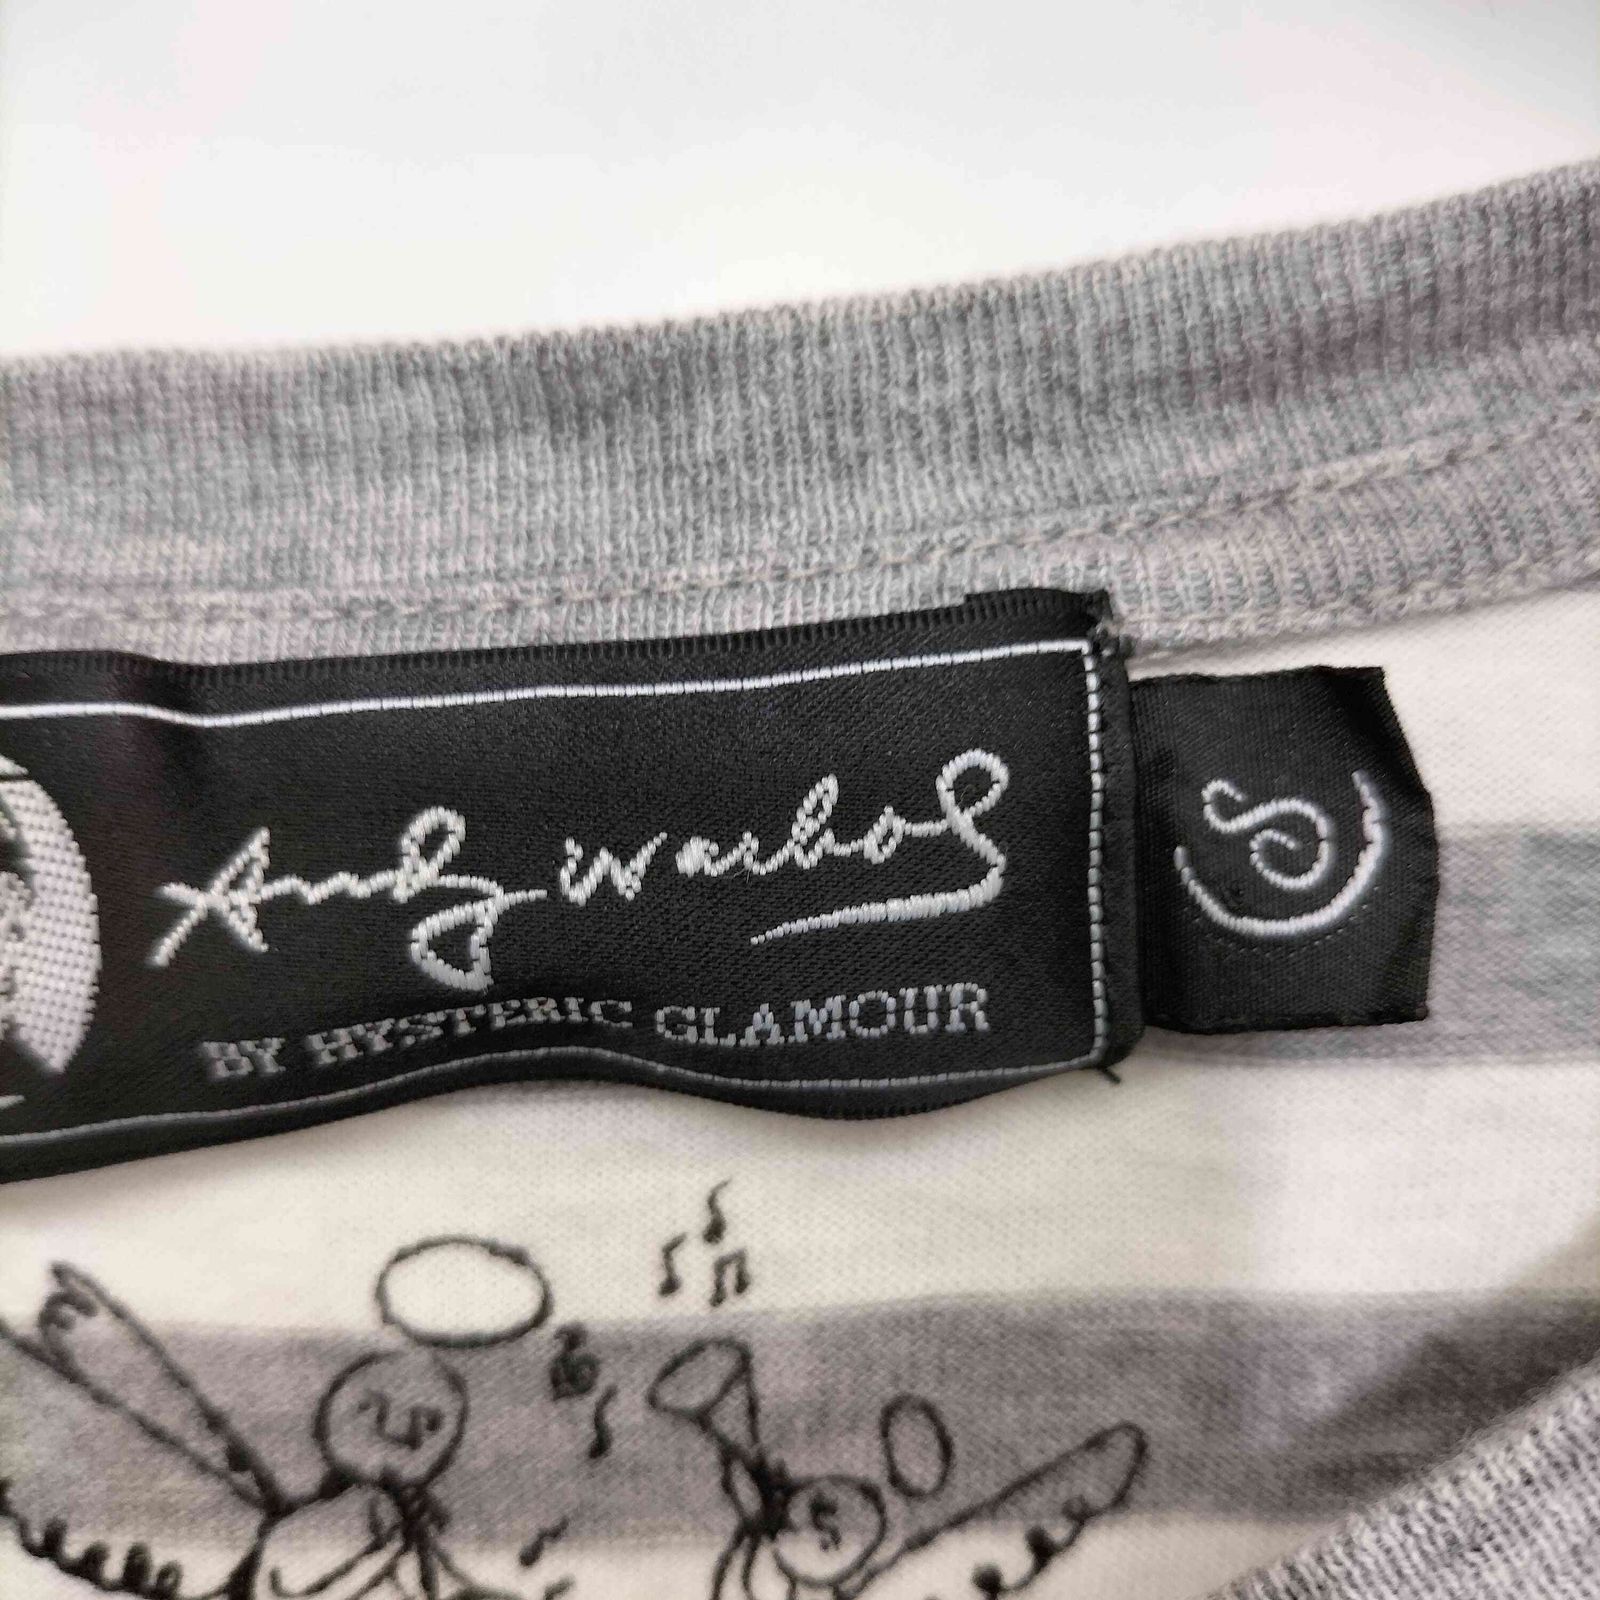 Andy Warhol
BY HYSTERIC GLAMOUR
S